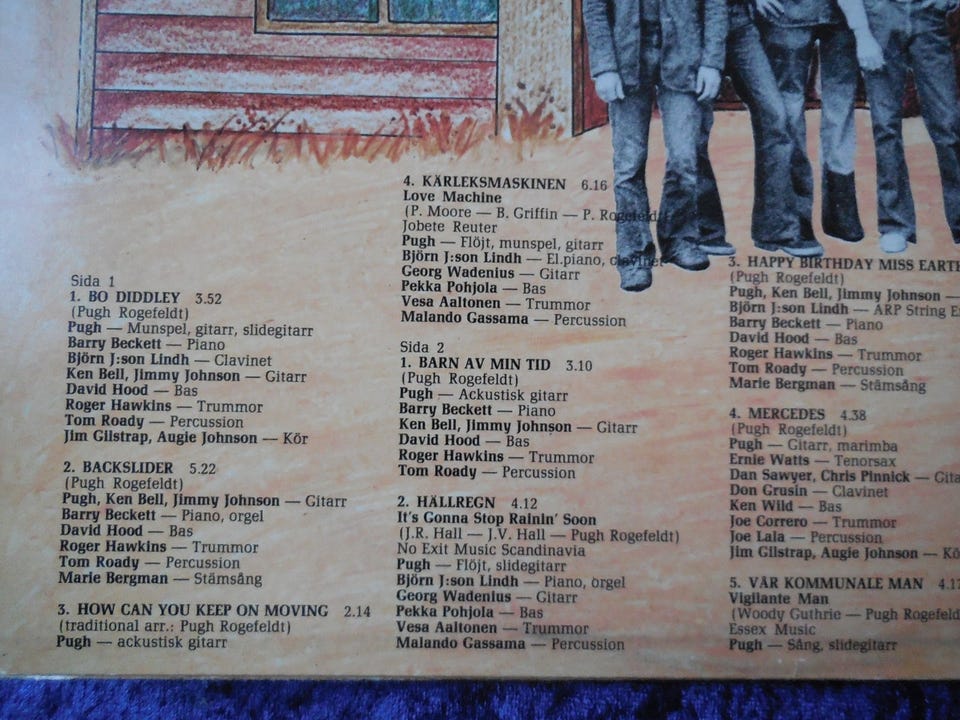 Sida 1
1. BO DIDDLEY 3.52
(Pugh Rogefeldt)
Pugh — Munspel, gitarr, slidegitarr
Barry Beckett — Piano
Björn J:son Lindh — Clavinet
Ken Bell, Jimmy Johnson — Gitarr
David Hood — Bas
Roger Hawkins — Trummor
Tom Roady — Percussion
Jim Gilstrap, Augie Johnson — Kör
2. BACKSLIDER 5.22
(Pugh Rogefeldt)
Pugh, Ken Bell, Jimmy Johnson — Gitarr
Barry Beckett — Piano, orgel
David Hood — Bas
Roger Hawkins — Trummor
Tom Roady — Percussion
Marie Bergman — Stämsång
3. HOW CAN YOU KEEP ON MOVING 2.14
(traditional arr.: Pugh Rogefeldt)
Pugh — ackustisk gitarr
4. KÄRLEKSMASKINEN 6.16
Love Machine
(P. Moore — B. Griffin — P. Rogefeldt)
Jobete Reuter
Pugh — Flöjt, munspel, gitarr
Björn J:son Lindh — El.piano, clavinet
Georg Wadenius — Gitarr
Pekka Pohjola — Bas
Vesa Aaltonen — Trummor
Malando Gassama — Percussion
Sida 2
1. BARN AV MIN TID 3.10
(Pugh Rogefeldt)
Pugh — Ackustisk gitarr
Barry Beckett — Piano
Ken Bell, Jimmy Johnson — Gitarr
David Hood — Bas
Roger Hawkins — Trummor
Tom Roady — Percussion
2. HÄLLREGN 4.12
It's Gonna Stop Rainin' Soon
(J.R. Hall — J.V. Hall — Pugh Rogefeldt)
No Exit Music Scandinavia
Pugh — Flöjt, slidegitarr
Björn J:son Lindh — Piano, orgel
Georg Wadenius — Gitarr
Pekka Pohjola — Bas
Vesa Aaltonen — Trummor
Malando Gassama — Percussion
3. HAPPY BIRTHDAY MISS EARTH
(Pugh Rogefeldt)
Pugh, Ken Bell, Jimmy Johnson —
Björn J:son Lindh — ARP String
Barry Beckett — Piano
David Hood — Bas
Roger Hawkins — Trummor
Tom Roady — Percussion
Marie Bergman — Stämsång
4. MERCEDES 4.38
(Pugh Rogefeldt)
Pugh — Gitarr, marimba
Ernie Watts — Tenorsax
Dan Sawyer, Chris Pinnick —
Don Grusin — Clavinet
Ken Wild — Bas
Joe Correro — Trummor
Joe Lala — Percussion
Jim Gilstrap, Augie Johnson —
5. VÅR KOMMUNALE MAN
Vigilante Man
(Woody Guthrie — Pugh Rogefeld
Essex Music
Pugh — Sång, slidegitarr